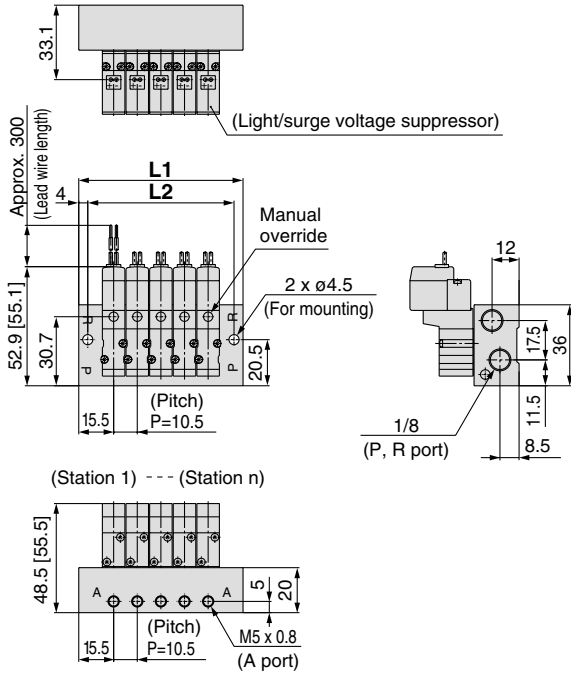 33.1
(Light/surge voltage suppressor)
Approx. 300
(Lead wire length)
L1
L2
4
Manual
override
2 x ø4.5
(For mounting)
52.9 [55.1]
30.7
R
R
P
P
20.5
15.5
(Pitch)
P=10.5
12
17.5
36
11.5
8.5
1/8
(P, R port)
(Station 1) --- (Station n)
48.5 [55.5]
A
A
5
20
15.5
(Pitch)
P=10.5
M5 x 0.8
(A port)